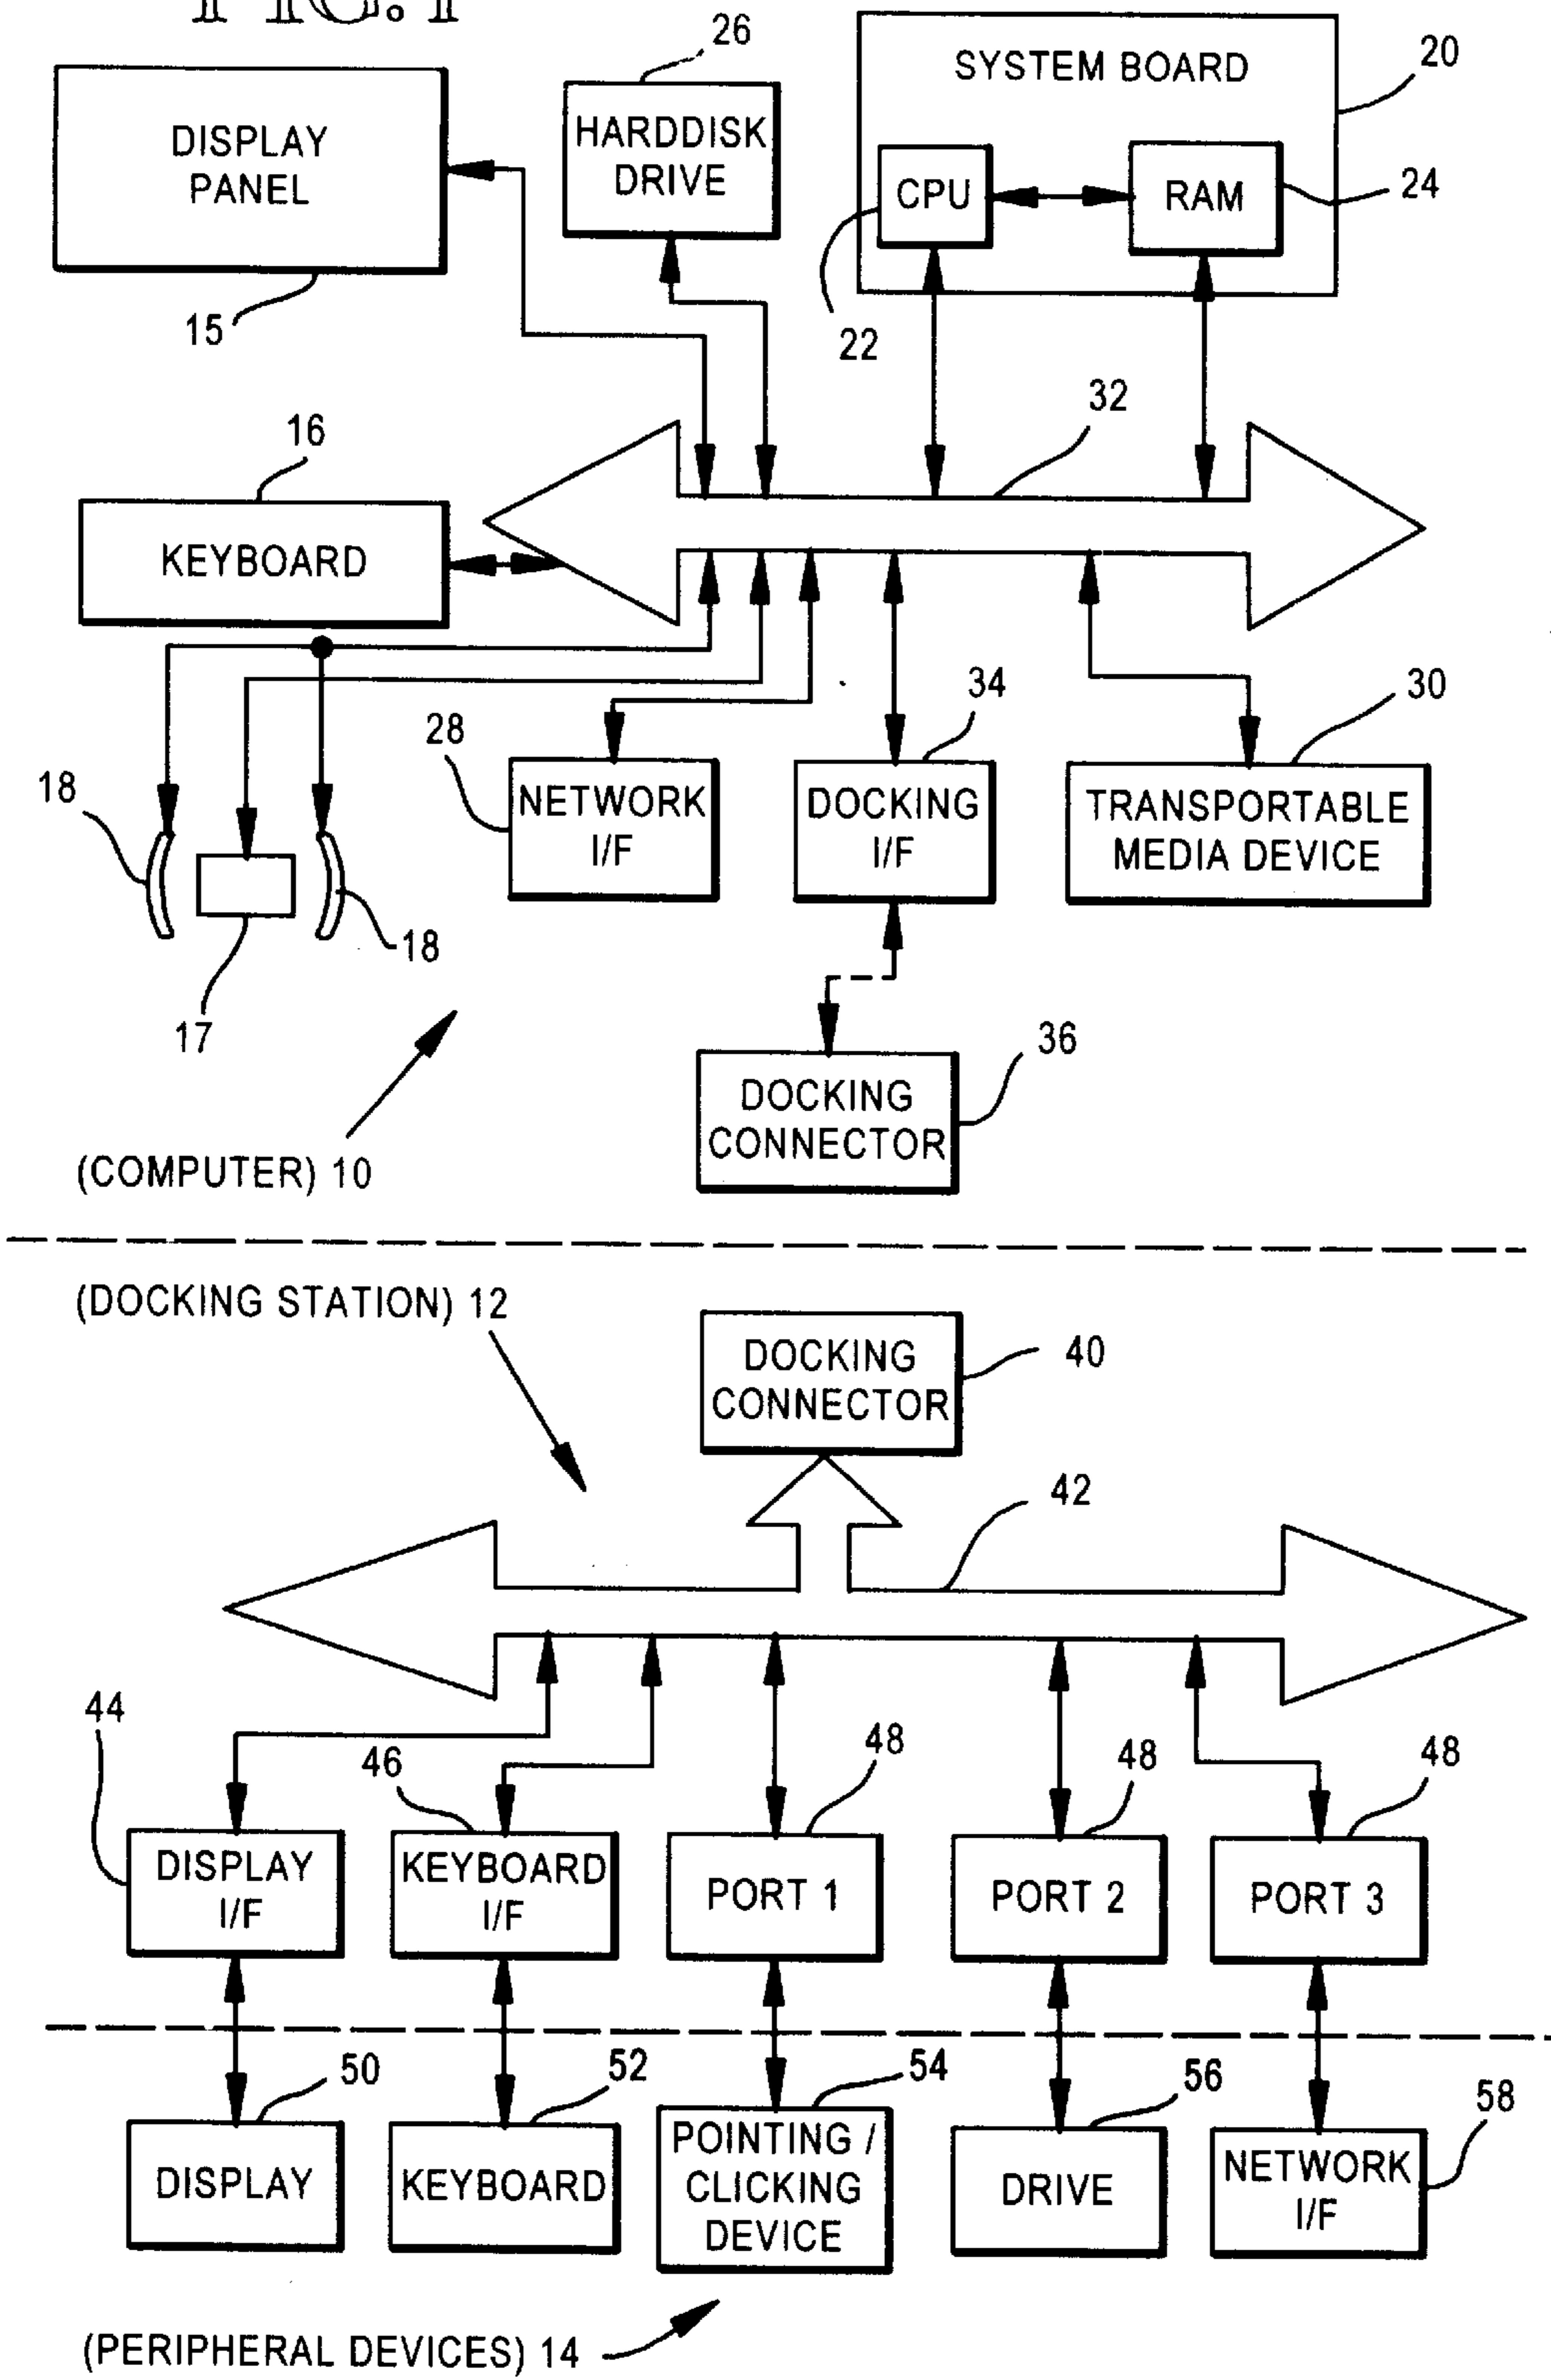 FIG.1
26
SYSTEM BOARD
20
DISPLAY
PANEL
HARDDISK
DRIVE
CPU
RAM
24
15
22
32
16
KEYBOARD
34
30
28
18
NETWORK
I/F
DOCKING
I/F
TRANSPORTABLE
MEDIA DEVICE
18
17
36
DOCKING
CONNECTOR
(COMPUTER) 10
(DOCKING STATION) 12
DOCKING
CONNECTOR
40
42
44
46
48
48
48
DISPLAY
I/F
KEYBOARD
I/F
PORT 1
PORT 2
PORT 3
50
52
54
56
58
DISPLAY
KEYBOARD
POINTING /
CLICKING
DEVICE
DRIVE
NETWORK
I/F
(PERIPHERAL DEVICES) 14